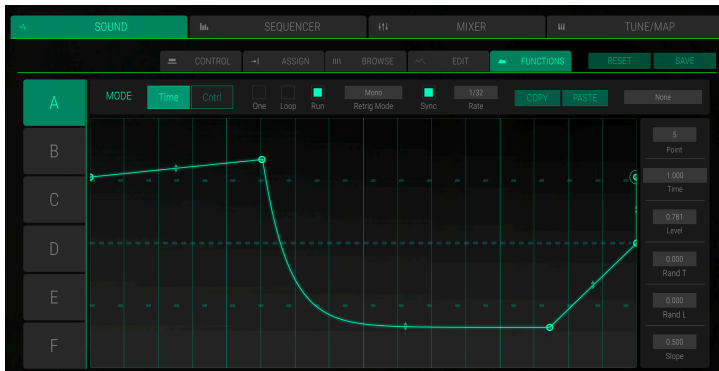 SOUND SEQUENCER MIXER TUNE/MAP
CONTROL ASSIGN BROWSE EDIT FUNCTIONS RESET SAVE
A
MODE Time Cntrl One Loop Run Mono Retrig Mode Sync 1/32 Rate COPY PASTE None
B
C
D
E
F
5
Point
1.000
Time
0.781
Level
0.000
Rand T
0.000
Rand L
0.500
Slope